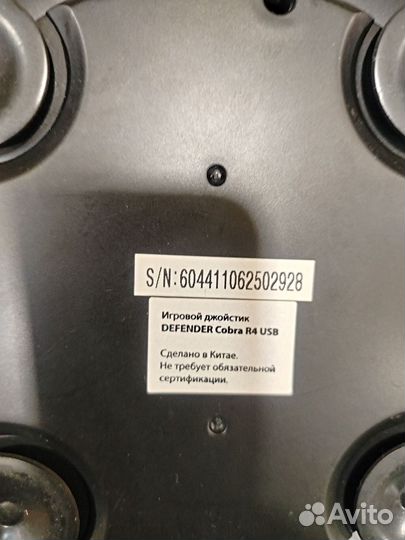 S/N:604411062502928
Игровой джойстик
DEFENDER Cobra R4 USB
Сделано в Китае.
Не требует обязательной
сертификации.
Avito